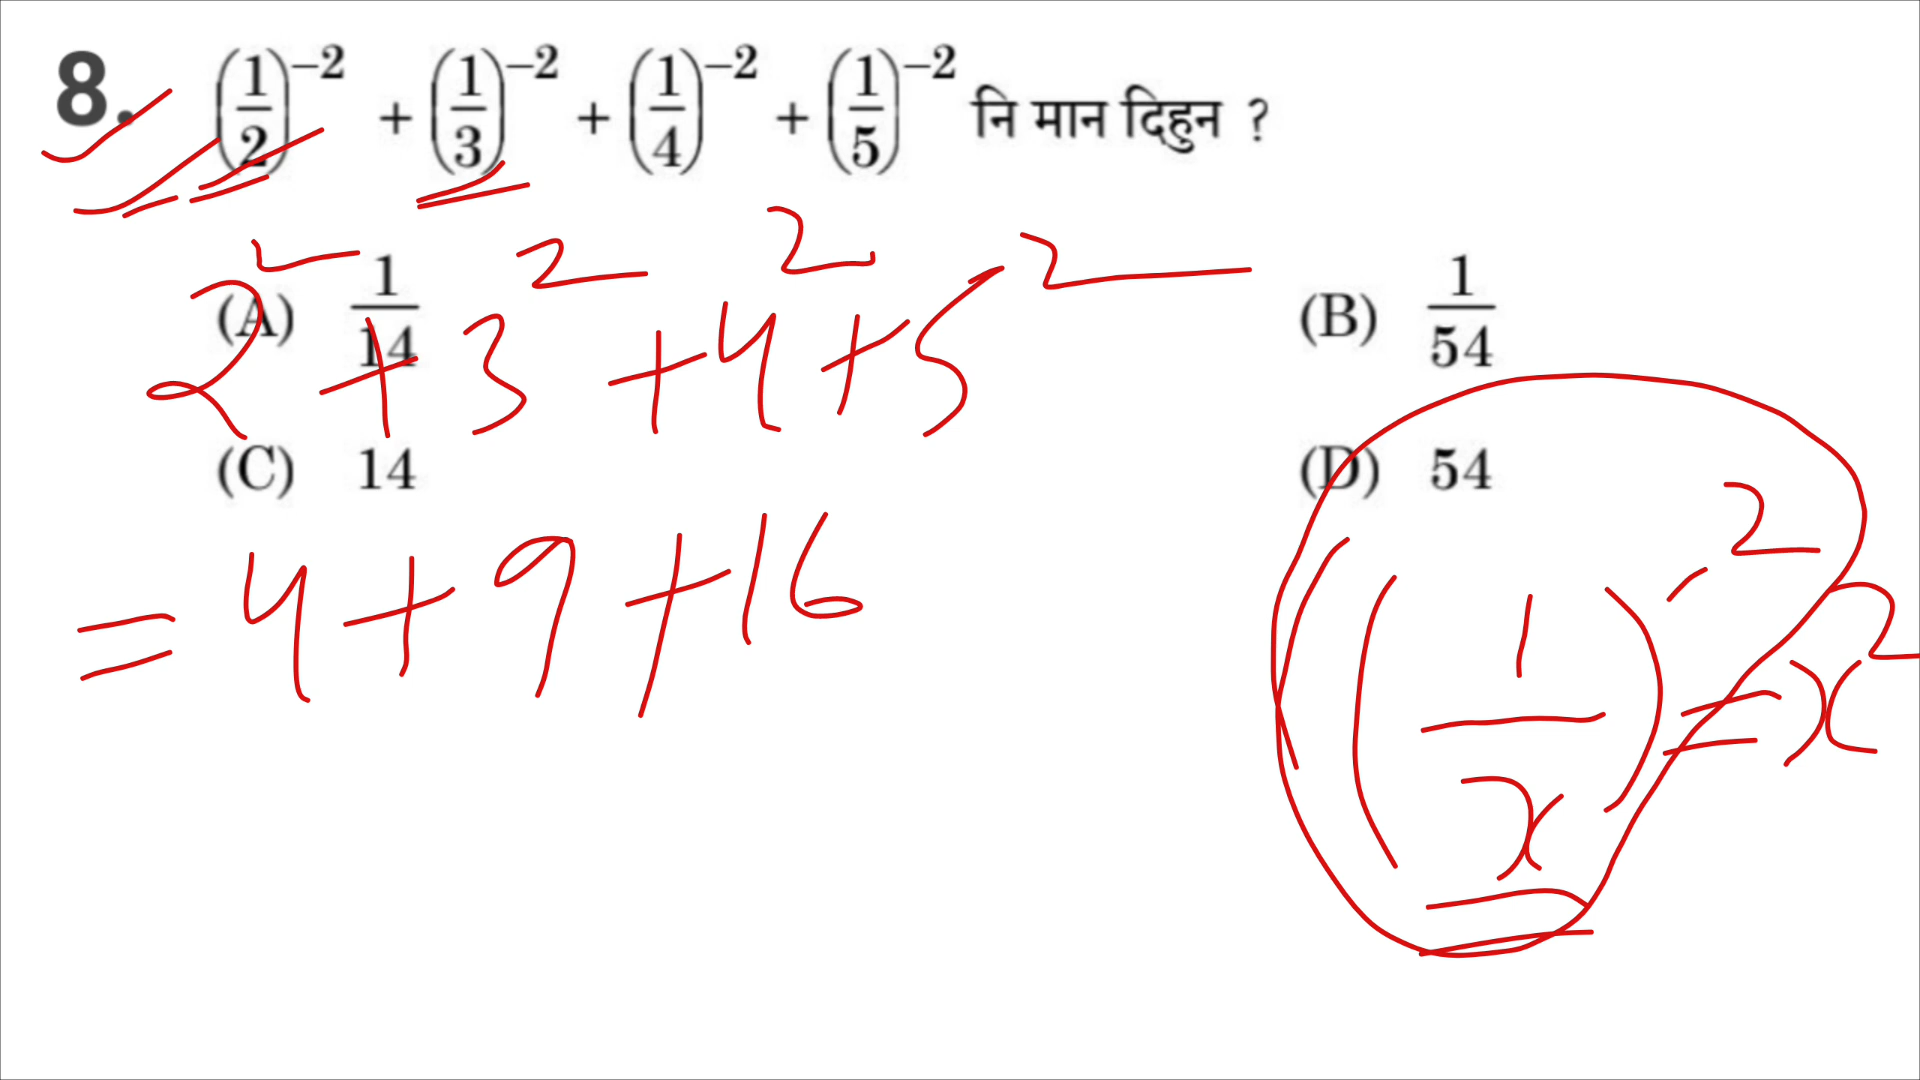 8. (1/2)^−2 + (1/3)^−2 + (1/4)^−2 + (1/5)^−2 नि मान दिहुन ?
(A) 1/14 (B) 1/54
(C) 14 (D) 54
2^2 + 3^2 + 4^2 + 5^2
= 4 + 9 + 16
(1/x)^-2 = x^2